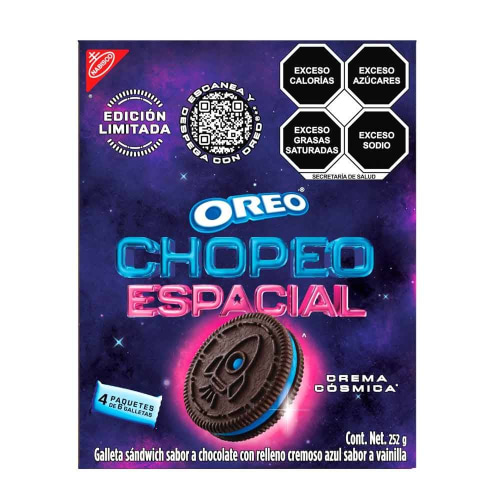 NABISCO
EDICIÓN
LIMITADA
ESCANEA Y
DESPEGA CON OREO
EXCESO
CALORÍAS
EXCESO
AZÚCARES
EXCESO
GRASAS
SATURADAS
EXCESO
SODIO
SECRETARÍA DE SALUD
OREO®
CHOPEO
ESPACIAL
4 PAQUETES
DE 6 GALLETAS
CREMA
CÓSMICA*
Cont. Net. 252 g
Galleta sándwich sabor a chocolate con relleno cremoso azul sabor a vainilla